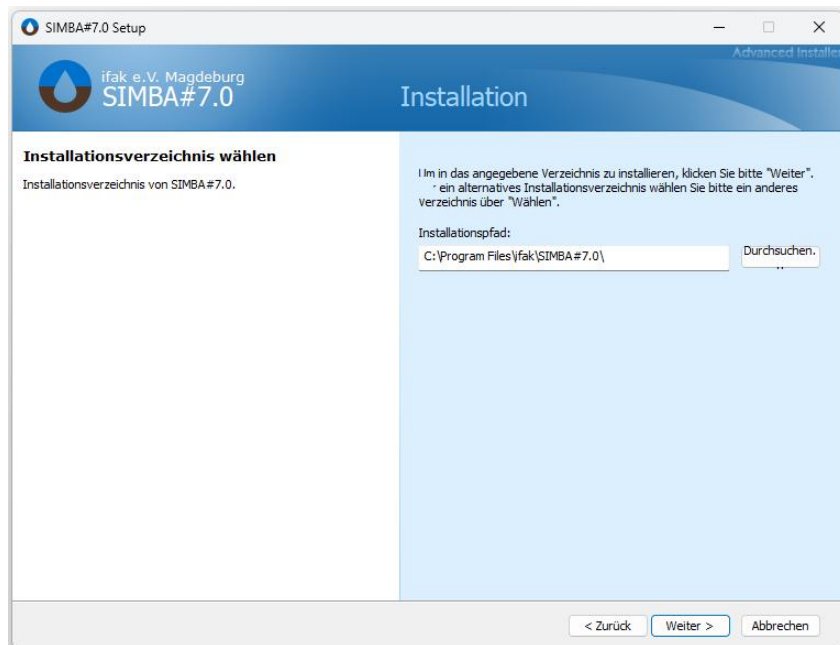 SIMBA#7.0 Setup
Advanced Installer
ifak e.V. Magdeburg
SIMBA#7.0
Installation
Installationsverzeichnis wählen
Installationsverzeichnis von SIMBA#7.0.
Um in das angegebene Verzeichnis zu installieren, klicken Sie bitte "Weiter".
ein alternatives Installationsverzeichnis wählen Sie bitte ein anderes
Verzeichnis über "Wählen".
Installationspfad:
C:\Program Files\ifak\SIMBA#7.0\
Durchsuchen.
..
< Zurück
Weiter >
Abbrechen